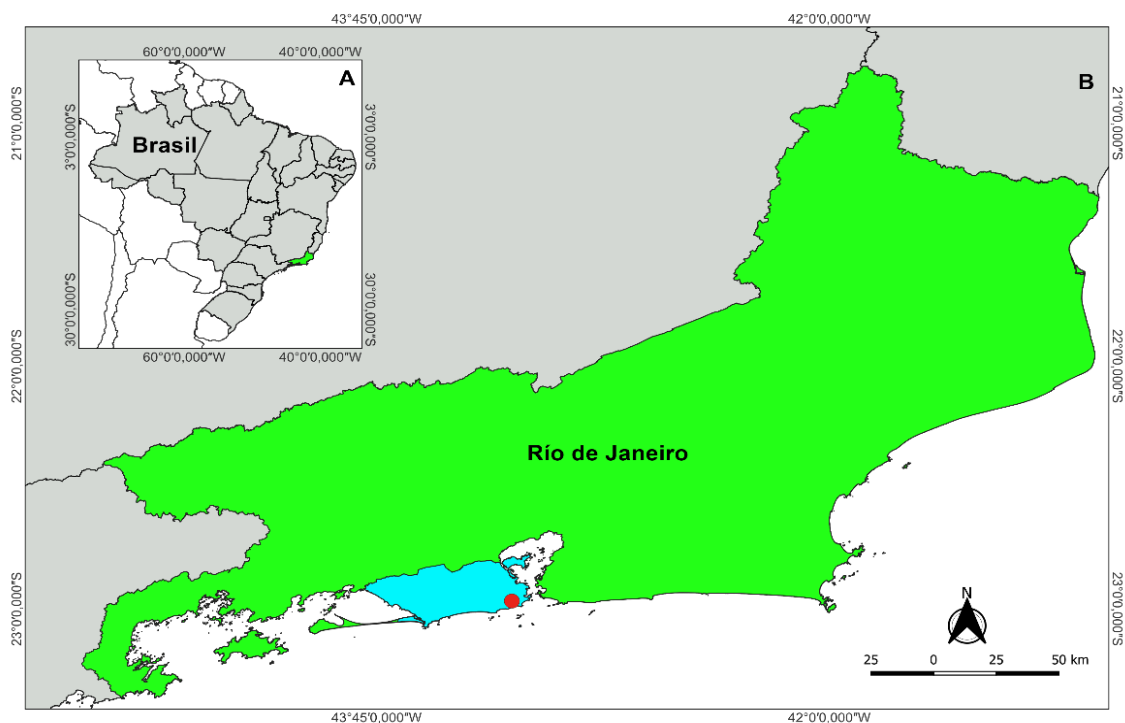 43°45'0,000"W 42°0'0,000"W
60°0'0,000"W 40°0'0,000"W
A
B
21°0'0,000"S
3°0'0,000"S
3°0'0,000"S
21°0'0,000"S
Brasil
30°0'0,000"S
30°0'0,000"S
60°0'0,000"W 40°0'0,000"W
22°0'0,000"S
22°0'0,000"S
Río de Janeiro
23°0'0,000"S
23°0'0,000"S
N
25 0 25 50 km
43°45'0,000"W 42°0'0,000"W